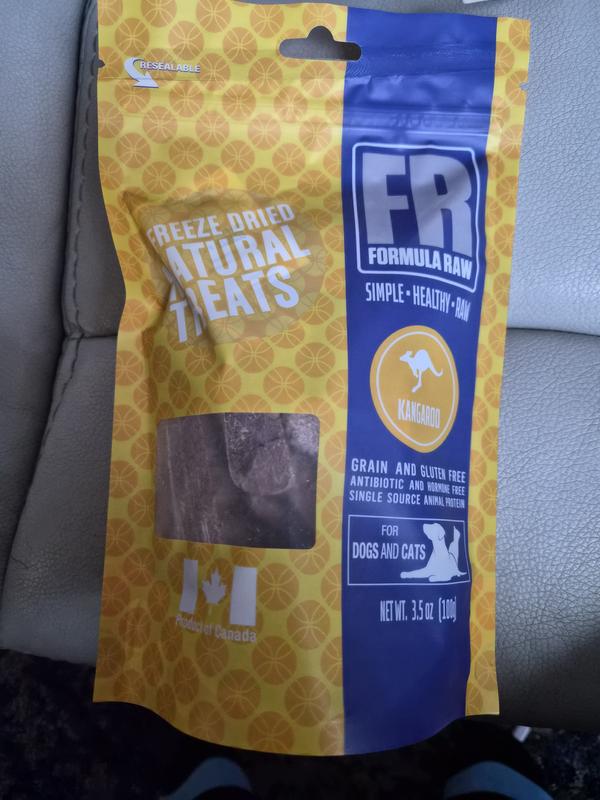 RESEALABLE
FREEZE DRIED
NATURAL
TREATS
FR
FORMULA RAW
SIMPLE • HEALTHY • RAW
KANGAROO
GRAIN AND GLUTEN FREE
ANTIBIOTIC AND HORMONE FREE
SINGLE SOURCE ANIMAL PROTEIN
FOR
DOGS AND CATS
NET WT. 3.5 oz (100g)
Product of Canada